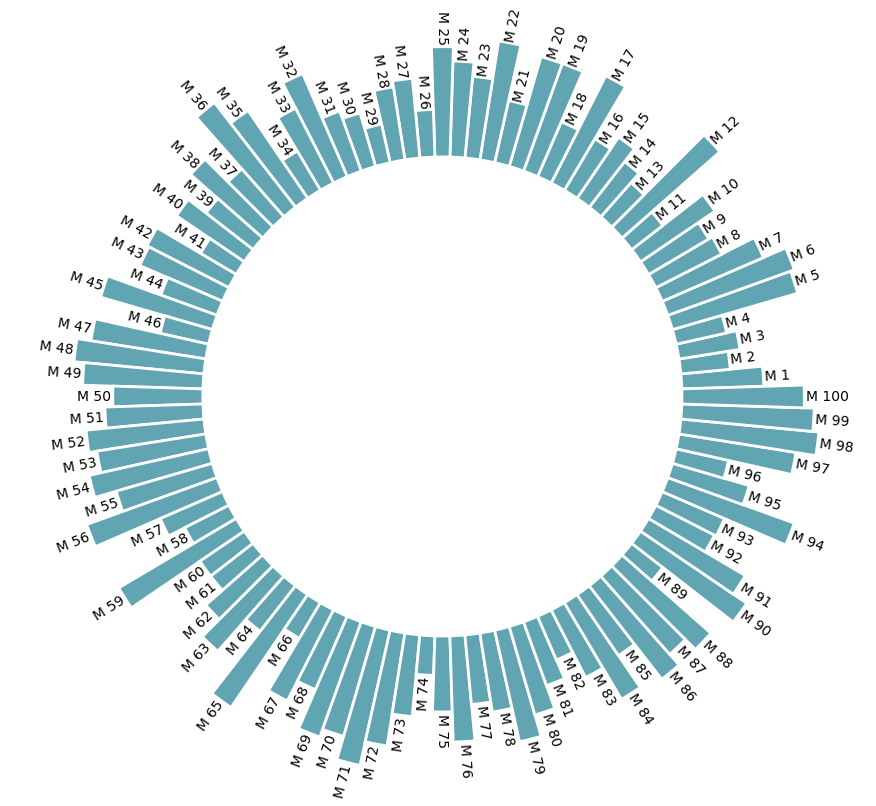 M 1
M 2
M 3
M 4
M 5
M 6
M 7
M 8
M 9
M 10
M 11
M 12
M 13
M 14
M 15
M 16
M 17
M 18
M 19
M 20
M 21
M 22
M 23
M 24
M 25
M 26
M 27
M 28
M 29
M 30
M 31
M 32
M 33
M 34
M 35
M 36
M 37
M 38
M 39
M 40
M 41
M 42
M 43
M 44
M 45
M 46
M 47
M 48
M 49
M 50
M 51
M 52
M 53
M 54
M 55
M 56
M 57
M 58
M 59
M 60
M 61
M 62
M 63
M 64
M 65
M 66
M 67
M 68
M 69
M 70
M 71
M 72
M 73
M 74
M 75
M 76
M 77
M 78
M 79
M 80
M 81
M 82
M 83
M 84
M 85
M 86
M 87
M 88
M 89
M 90
M 91
M 92
M 93
M 94
M 95
M 96
M 97
M 98
M 99
M 100